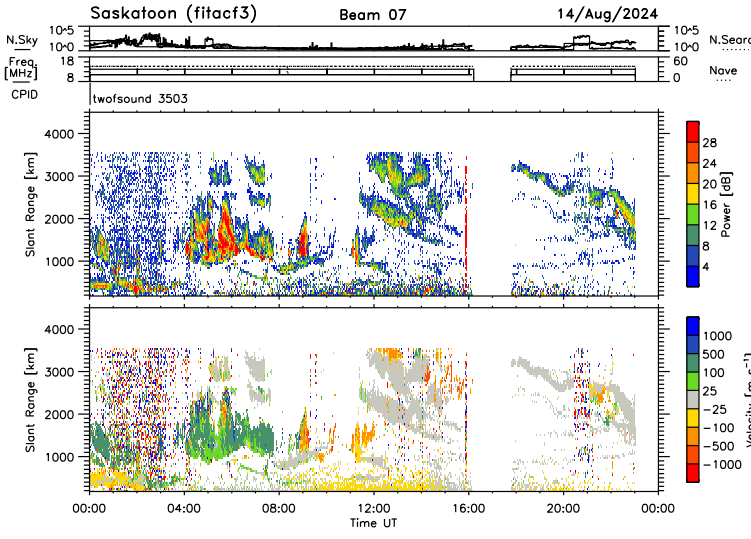 Saskatoon (fitacf3) Beam 07 14/Aug/2024
N.Sky 10^5 10^0 10^5 10^0 N.Sear
Freq. [MHz] 18 8 60 0 Nave
CPID twofsound 3503
4000
3000
2000
1000
Slant Range [km]
28
24
20
16
12
8
4
Power [dB]
4000
3000
2000
1000
Slant Range [km]
1000
500
100
25
-25
-100
-500
-1000
Velocity [m s^-1]
00:00 04:00 08:00 12:00 16:00 20:00 00:00
Time UT